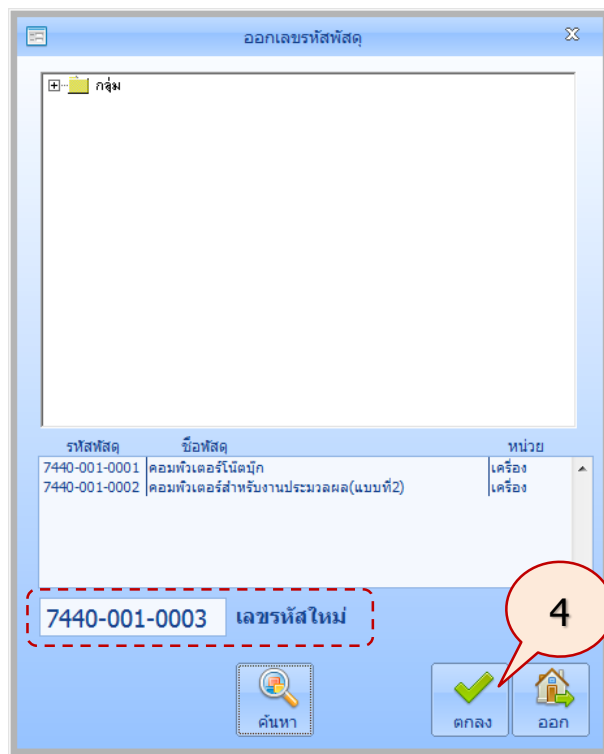 ออกเลขรหัสพัสดุ
กลุ่ม
รหัสพัสดุ ชื่อพัสดุ หน่วย
7440-001-0001 คอมพิวเตอร์โน๊ตบุ๊ก เครื่อง
7440-001-0002 คอมพิวเตอร์สำหรับงานประมวลผล(แบบที่2) เครื่อง
7440-001-0003 เลขรหัสใหม่
4
ค้นหา ตกลง ออก